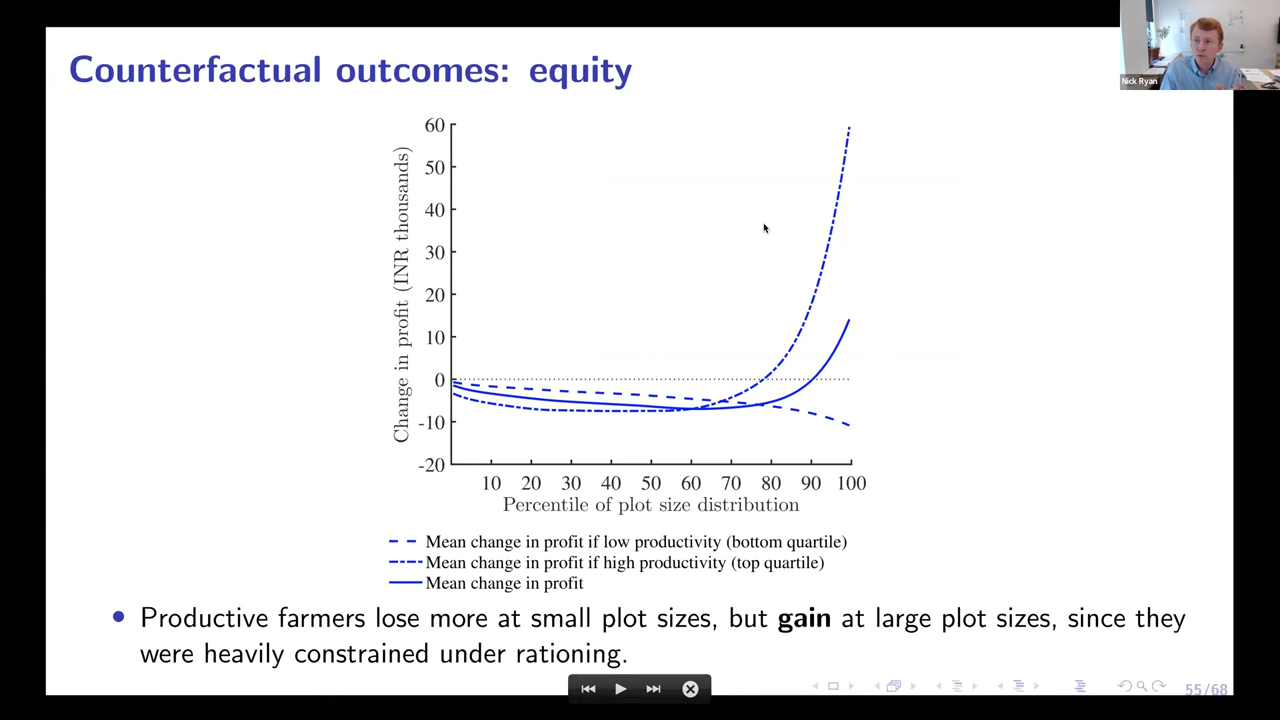 Counterfactual outcomes: equity
Nick Ryan
60
50
40
30
20
10
0
-10
-20
Change in profit (INR thousands)
10 20 30 40 50 60 70 80 90 100
Percentile of plot size distribution
Mean change in profit if low productivity (bottom quartile)
Mean change in profit if high productivity (top quartile)
Mean change in profit
• Productive farmers lose more at small plot sizes, but gain at large plot sizes, since they
were heavily constrained under rationing.
55/68